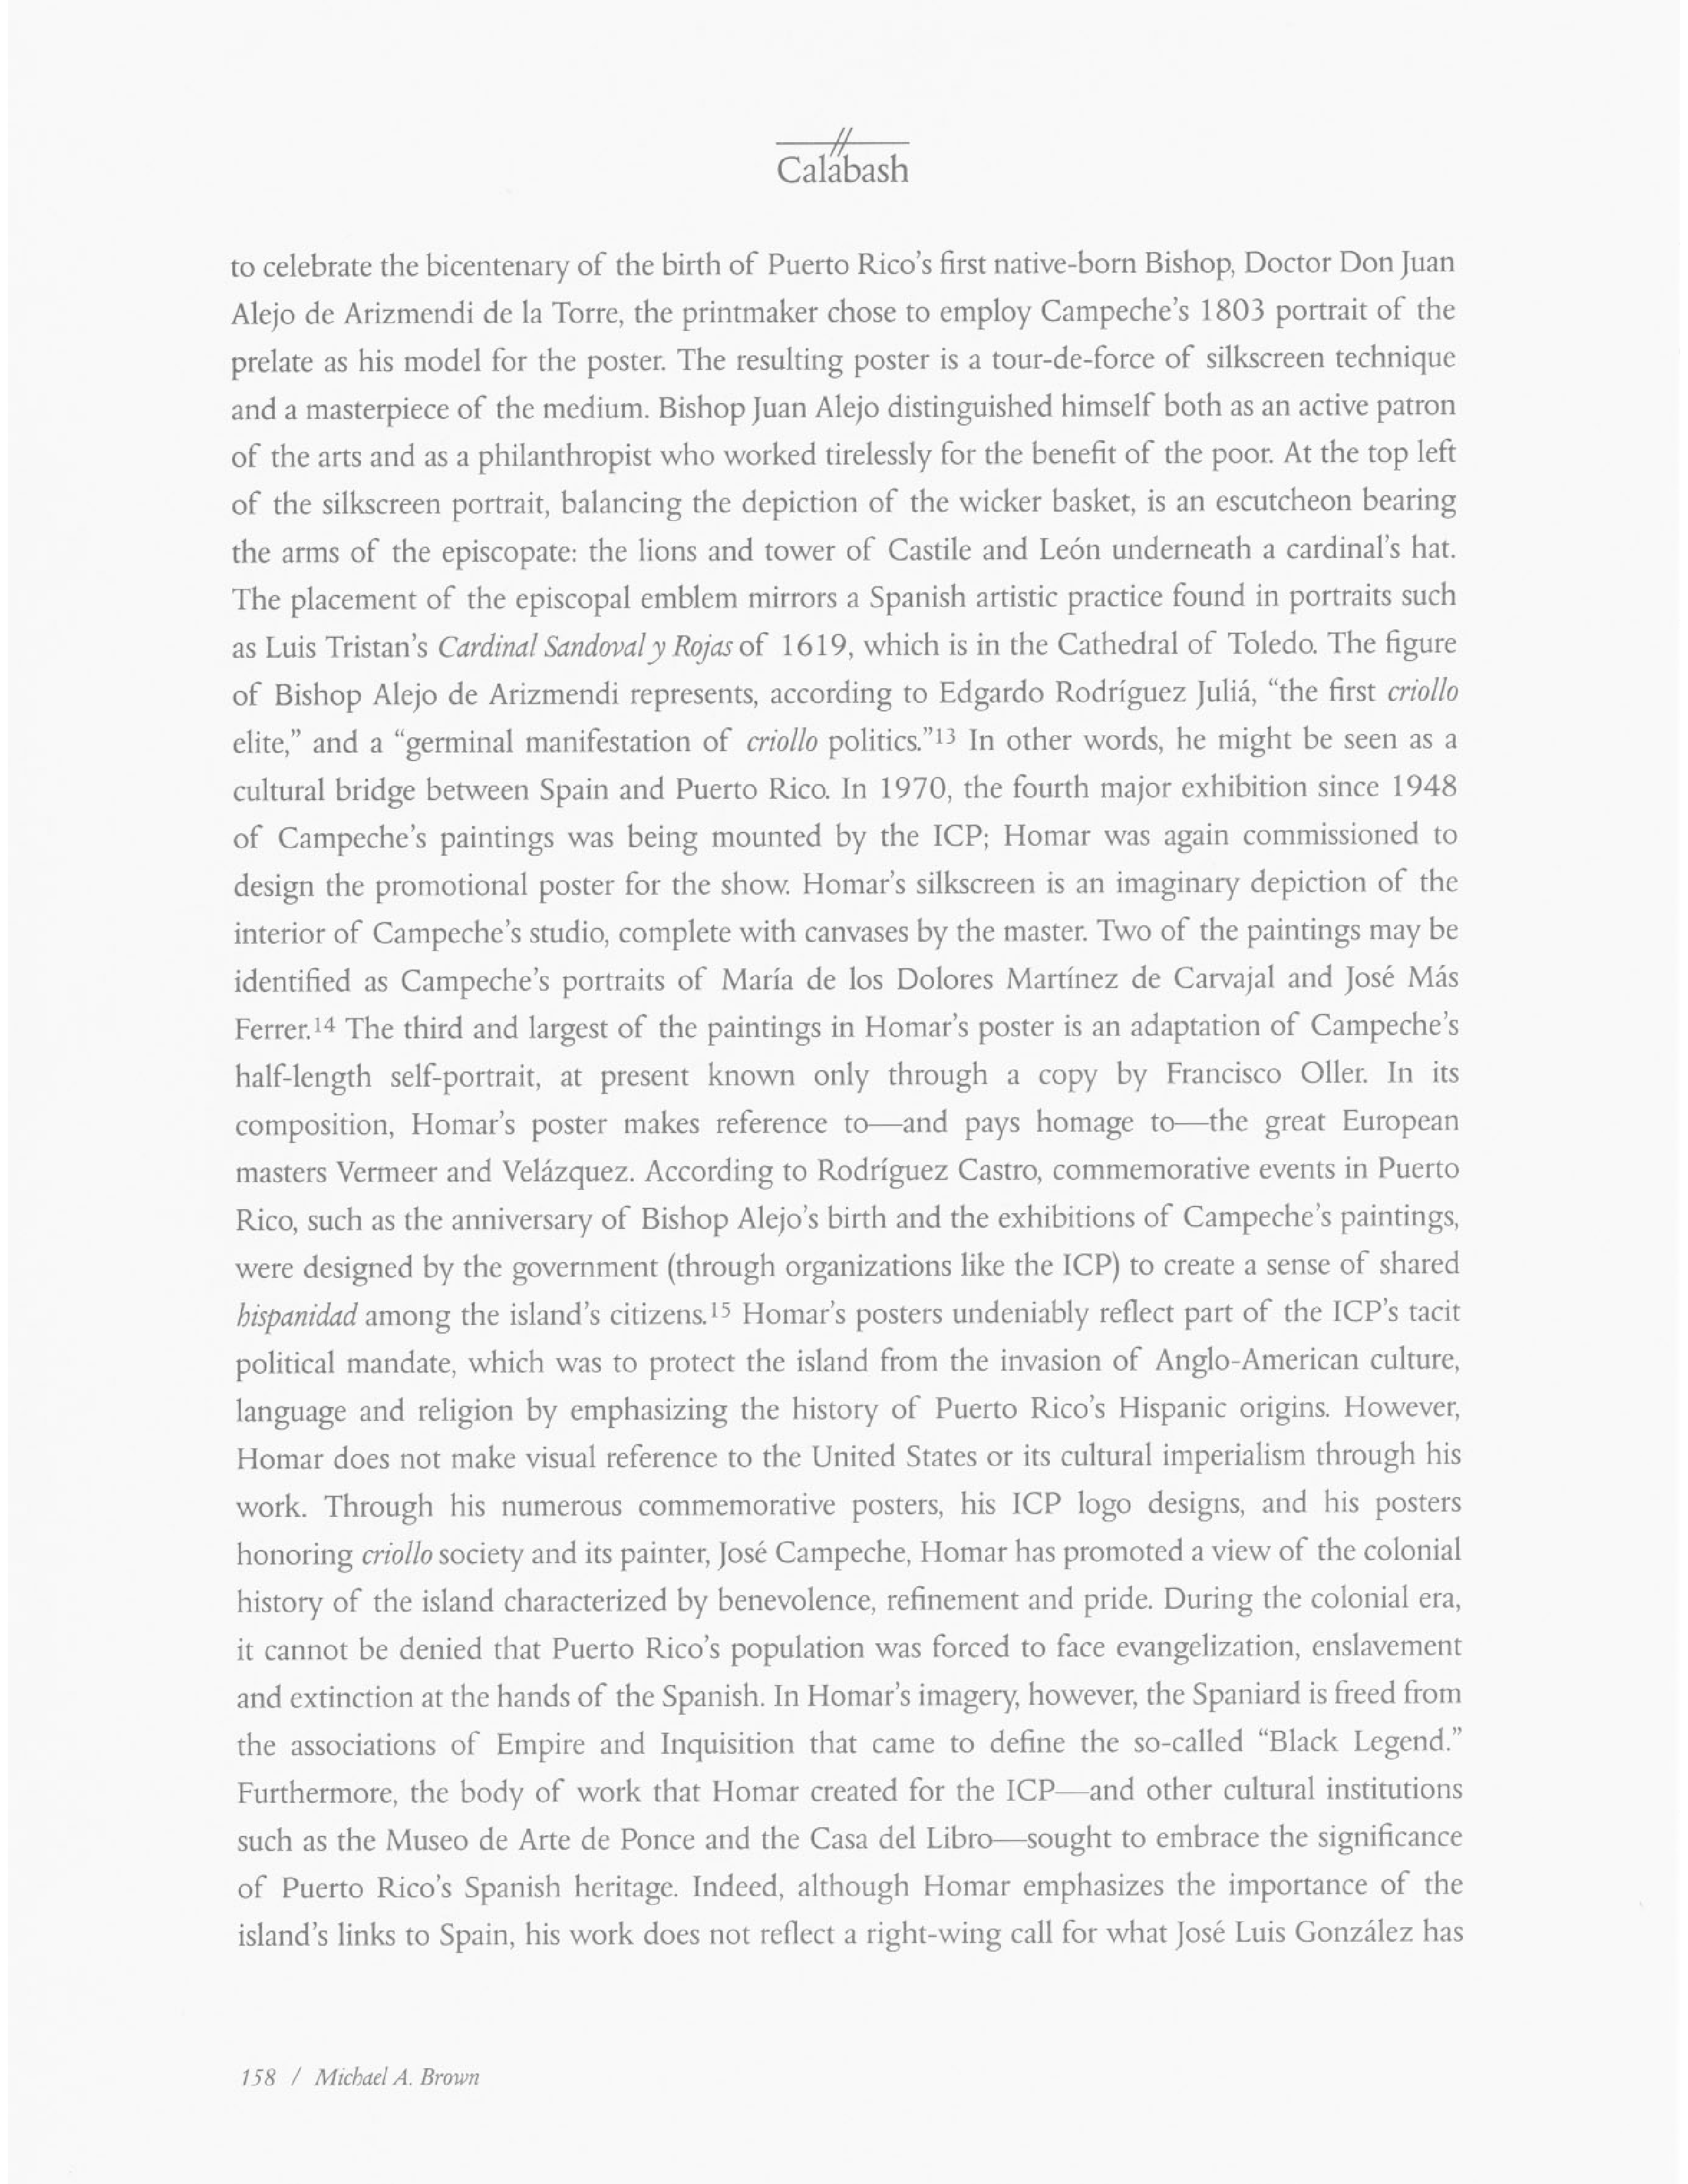 Calabash
to celebrate the bicentenary of the birth of Puerto Rico's first native-born Bishop, Doctor Don Juan
Alejo de Arizmendi de la Torre, the printmaker chose to employ Campeche's 1803 portrait of the
prelate as his model for the poster. The resulting poster is a tour-de-force of silkscreen technique
and a masterpiece of the medium. Bishop Juan Alejo distinguished himself both as an active patron
of the arts and as a philanthropist who worked tirelessly for the benefit of the poor. At the top left
of the silkscreen portrait, balancing the depiction of the wicker basket, is an escutcheon bearing
the arms of the episcopate: the lions and tower of Castile and León underneath a cardinal's hat.
The placement of the episcopal emblem mirrors a Spanish artistic practice found in portraits such
as Luis Tristan's Cardinal Sandoval y Rojas of 1619, which is in the Cathedral of Toledo. The figure
of Bishop Alejo de Arizmendi represents, according to Edgardo Rodríguez Juliá, “the first criollo
elite,” and a “germinal manifestation of criollo politics.”13 In other words, he might be seen as a
cultural bridge between Spain and Puerto Rico. In 1970, the fourth major exhibition since 1948
of Campeche's paintings was being mounted by the ICP; Homar was again commissioned to
design the promotional poster for the show. Homar's silkscreen is an imaginary depiction of the
interior of Campeche's studio, complete with canvases by the master. Two of the paintings may be
identified as Campeche's portraits of María de los Dolores Martínez de Carvajal and José Más
Ferrer.14 The third and largest of the paintings in Homar's poster is an adaptation of Campeche's
half-length self-portrait, at present known only through a copy by Francisco Oller. In its
composition, Homar's poster makes reference to—and pays homage to—the great European
masters Vermeer and Velázquez. According to Rodríguez Castro, commemorative events in Puerto
Rico, such as the anniversary of Bishop Alejo's birth and the exhibitions of Campeche's paintings,
were designed by the government (through organizations like the ICP) to create a sense of shared
hispanidad among the island's citizens.15 Homar's posters undeniably reflect part of the ICP's tacit
political mandate, which was to protect the island from the invasion of Anglo-American culture,
language and religion by emphasizing the history of Puerto Rico's Hispanic origins. However,
Homar does not make visual reference to the United States or its cultural imperialism through his
work. Through his numerous commemorative posters, his ICP logo designs, and his posters
honoring criollo society and its painter, José Campeche, Homar has promoted a view of the colonial
history of the island characterized by benevolence, refinement and pride. During the colonial era,
it cannot be denied that Puerto Rico's population was forced to face evangelization, enslavement
and extinction at the hands of the Spanish. In Homar's imagery, however, the Spaniard is freed from
the associations of Empire and Inquisition that came to define the so-called “Black Legend.”
Furthermore, the body of work that Homar created for the ICP—and other cultural institutions
such as the Museo de Arte de Ponce and the Casa del Libro—sought to embrace the significance
of Puerto Rico's Spanish heritage. Indeed, although Homar emphasizes the importance of the
island's links to Spain, his work does not reflect a right-wing call for what José Luis González has
158 / Michael A. Brown